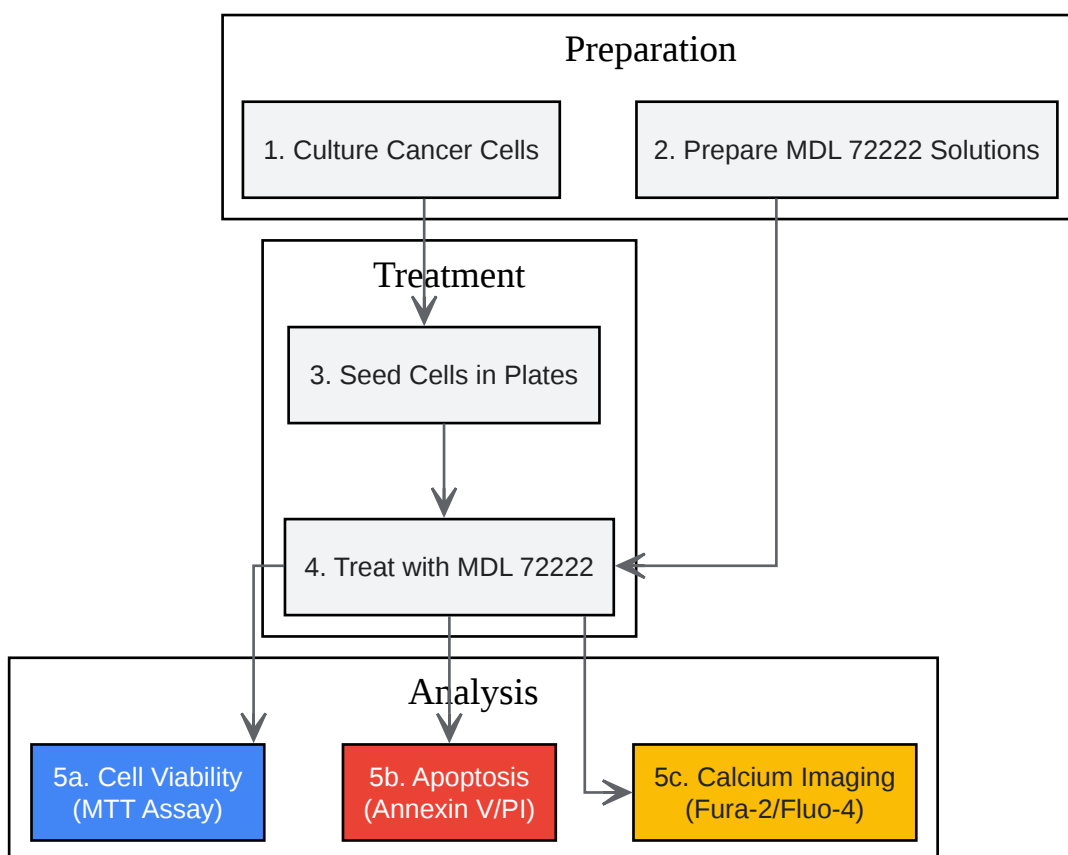 Preparation
1. Culture Cancer Cells
2. Prepare MDL 72222 Solutions
Treatment
3. Seed Cells in Plates
4. Treat with MDL 72222
Analysis
5a. Cell Viability
(MTT Assay)
5b. Apoptosis
(Annexin V/PI)
5c. Calcium Imaging
(Fura-2/Fluo-4)